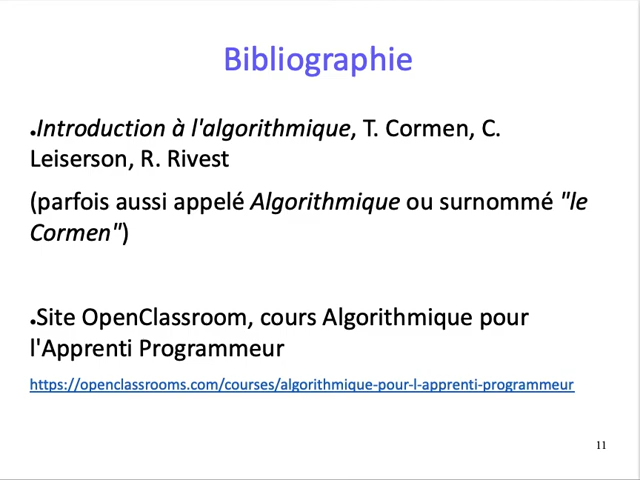 Bibliographie
•Introduction à l'algorithmique, T. Cormen, C.
Leiserson, R. Rivest
(parfois aussi appelé Algorithmique ou surnommé "le
Cormen")
•Site OpenClassroom, cours Algorithmique pour
l'Apprenti Programmeur
https://openclassrooms.com/courses/algorithmique-pour-l-apprenti-programmeur
11